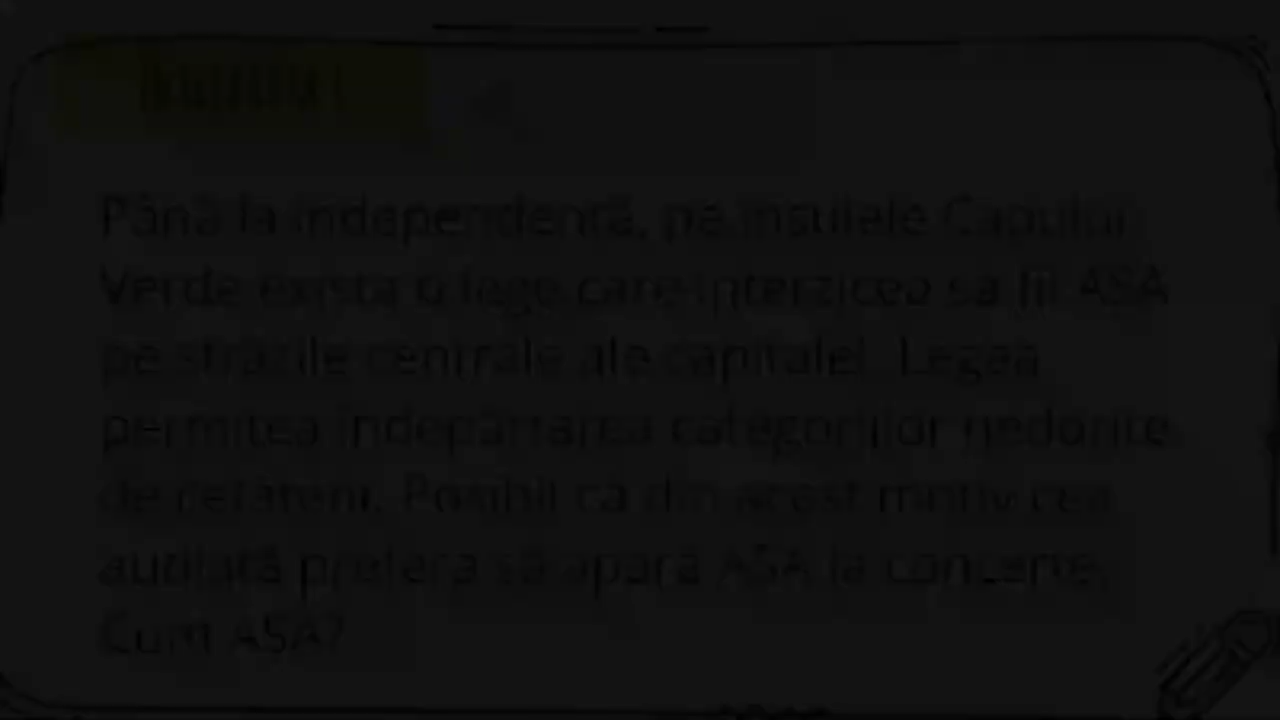 Până la independență, pe insulele Capului
Verde exista o lege care interzicea să fii ASA
pe străzile centrale ale capitalei. Legea
permitea îndepărtarea categoriilor nedorite
de cetățeni. Posibil că din acest motiv cea
audiată prefera să apară ASA la concerte.
Cum ASA?